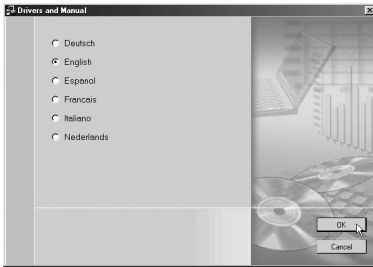 Drivers and Manual
Deutsch
English
Espanol
Francais
Italiano
Nederlands
OK
Cancel